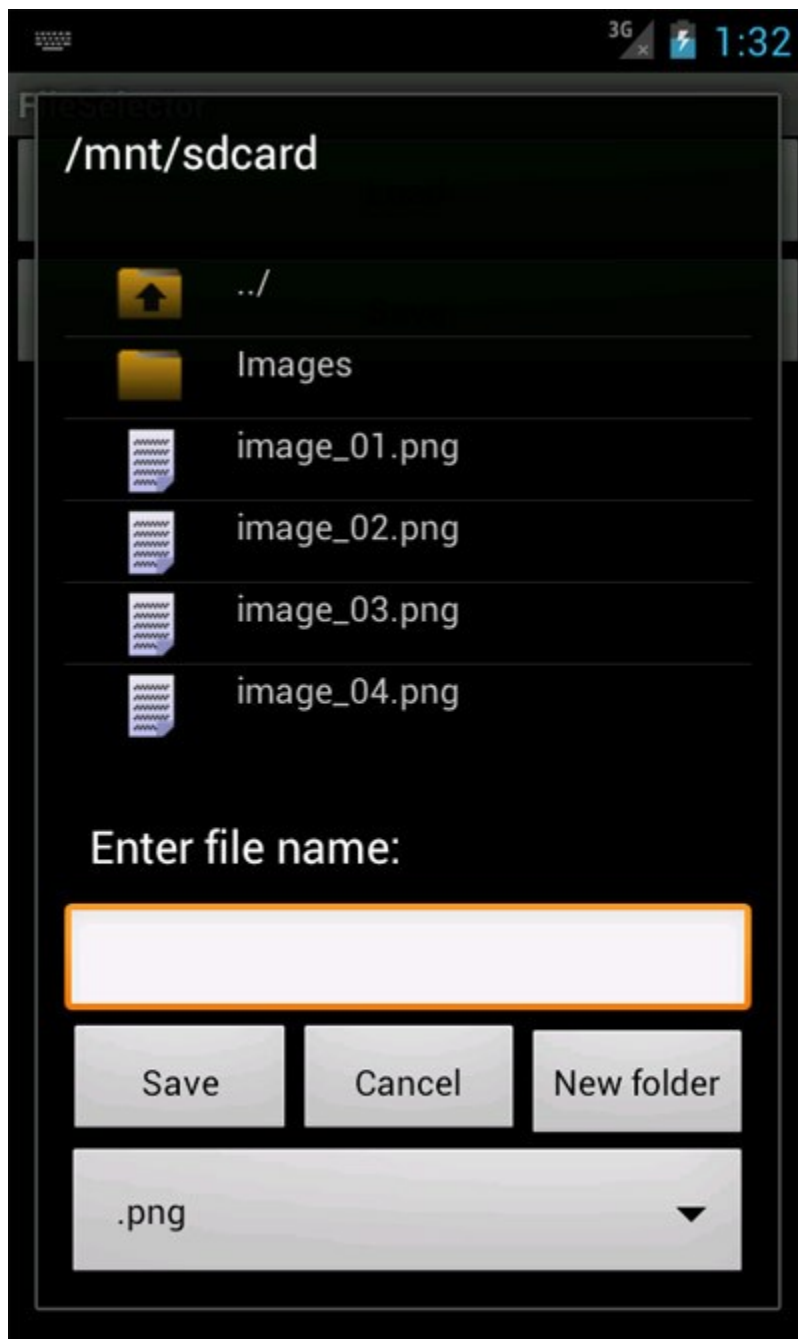 3G 1:32
FileSelector
/mnt/sdcard
../
Images
image_01.png
image_02.png
image_03.png
image_04.png
Enter file name:
Save Cancel New folder
.png